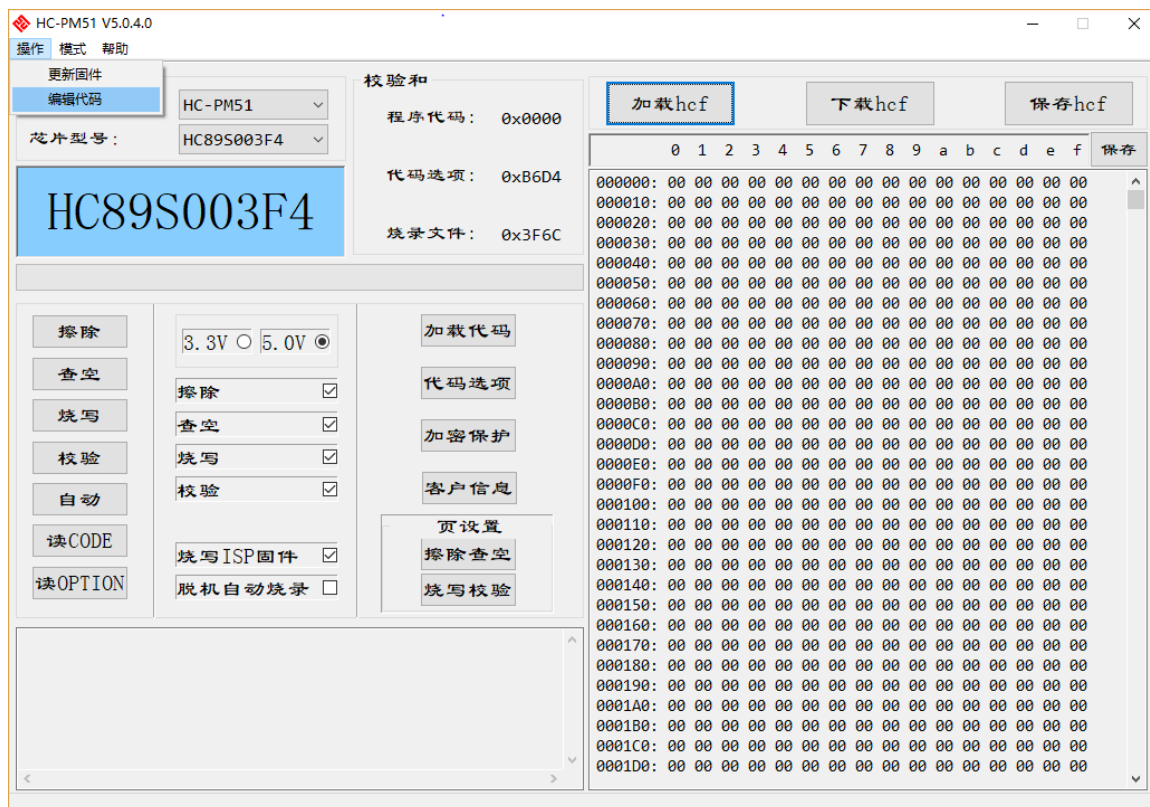 HC-PM51 V5.0.4.0
操作 模式 帮助
更新固件
编辑代码
HC-PM51
芯片型号: HC89S003F4
HC89S003F4
校验和
程序代码: 0x0000
代码选项: 0xB6D4
烧录文件: 0x3F6C
加载hcf 下载hcf 保存hcf
0 1 2 3 4 5 6 7 8 9 a b c d e f 保存
擦除
查空
烧写
校验
自动
读CODE
读OPTION
3.3V 5.0V
擦除
查空
烧写
校验
烧写ISP固件
脱机自动烧录
加载代码
代码选项
加密保护
客户信息
页设置
擦除查空
烧写校验
000000: 00 00 00 00 00 00 00 00 00 00 00 00 00 00 00 00
000010: 00 00 00 00 00 00 00 00 00 00 00 00 00 00 00 00
000020: 00 00 00 00 00 00 00 00 00 00 00 00 00 00 00 00
000030: 00 00 00 00 00 00 00 00 00 00 00 00 00 00 00 00
000040: 00 00 00 00 00 00 00 00 00 00 00 00 00 00 00 00
000050: 00 00 00 00 00 00 00 00 00 00 00 00 00 00 00 00
000060: 00 00 00 00 00 00 00 00 00 00 00 00 00 00 00 00
000070: 00 00 00 00 00 00 00 00 00 00 00 00 00 00 00 00
000080: 00 00 00 00 00 00 00 00 00 00 00 00 00 00 00 00
000090: 00 00 00 00 00 00 00 00 00 00 00 00 00 00 00 00
0000A0: 00 00 00 00 00 00 00 00 00 00 00 00 00 00 00 00
0000B0: 00 00 00 00 00 00 00 00 00 00 00 00 00 00 00 00
0000C0: 00 00 00 00 00 00 00 00 00 00 00 00 00 00 00 00
0000D0: 00 00 00 00 00 00 00 00 00 00 00 00 00 00 00 00
0000E0: 00 00 00 00 00 00 00 00 00 00 00 00 00 00 00 00
0000F0: 00 00 00 00 00 00 00 00 00 00 00 00 00 00 00 00
000100: 00 00 00 00 00 00 00 00 00 00 00 00 00 00 00 00
000110: 00 00 00 00 00 00 00 00 00 00 00 00 00 00 00 00
000120: 00 00 00 00 00 00 00 00 00 00 00 00 00 00 00 00
000130: 00 00 00 00 00 00 00 00 00 00 00 00 00 00 00 00
000140: 00 00 00 00 00 00 00 00 00 00 00 00 00 00 00 00
000150: 00 00 00 00 00 00 00 00 00 00 00 00 00 00 00 00
000160: 00 00 00 00 00 00 00 00 00 00 00 00 00 00 00 00
000170: 00 00 00 00 00 00 00 00 00 00 00 00 00 00 00 00
000180: 00 00 00 00 00 00 00 00 00 00 00 00 00 00 00 00
000190: 00 00 00 00 00 00 00 00 00 00 00 00 00 00 00 00
0001A0: 00 00 00 00 00 00 00 00 00 00 00 00 00 00 00 00
0001B0: 00 00 00 00 00 00 00 00 00 00 00 00 00 00 00 00
0001C0: 00 00 00 00 00 00 00 00 00 00 00 00 00 00 00 00
0001D0: 00 00 00 00 00 00 00 00 00 00 00 00 00 00 00 00